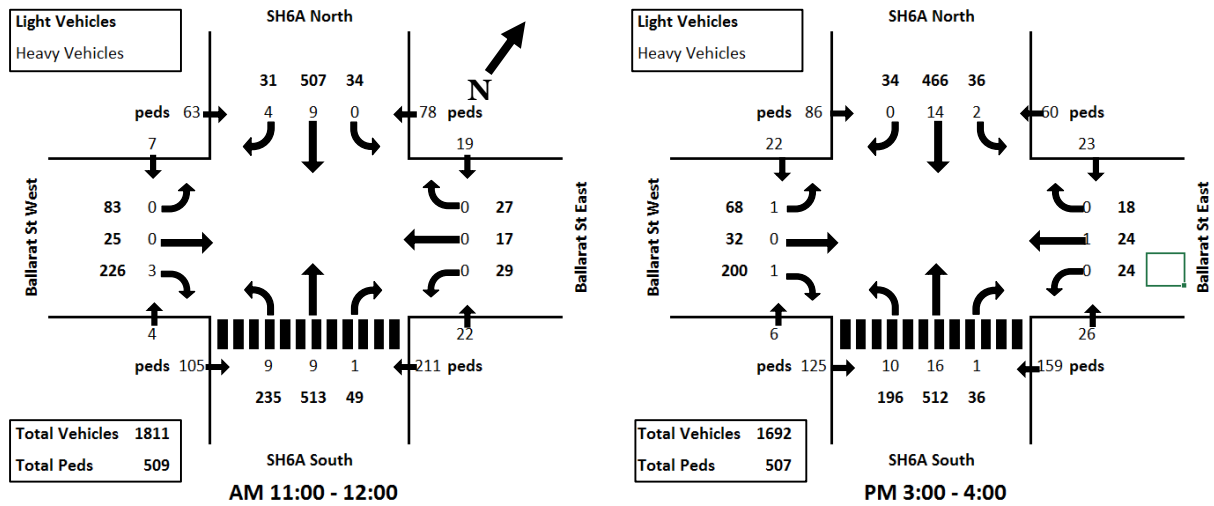 Light Vehicles
Heavy Vehicles
SH6A North
N
31 507 34
peds 63 4 9 0 78 peds
7 19
Ballarat St West
83 0 0 27
25 0 0 17
226 3 0 29
Ballarat St East
4 22
peds 105 9 9 1 211 peds
235 513 49
Total Vehicles 1811
Total Peds 509
SH6A South
AM 11:00 - 12:00
Light Vehicles
Heavy Vehicles
SH6A North
34 466 36
peds 86 0 14 2 60 peds
22 23
Ballarat St West
68 1 0 18
32 0 1 24
200 1 0 24
Ballarat St East
6 26
peds 125 10 16 1 159 peds
196 512 36
Total Vehicles 1692
Total Peds 507
SH6A South
PM 3:00 - 4:00